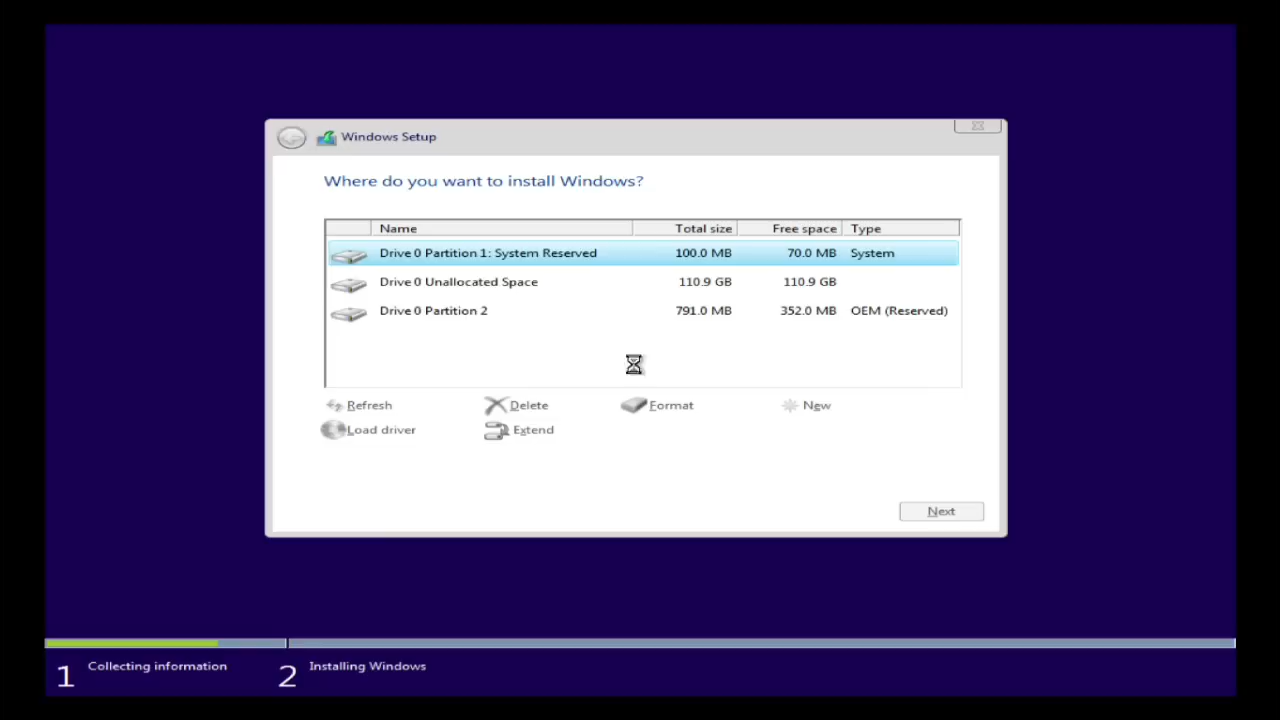 Windows Setup
Where do you want to install Windows?
Name Total size Free space Type
Drive 0 Partition 1: System Reserved 100.0 MB 70.0 MB System
Drive 0 Unallocated Space 110.9 GB 110.9 GB
Drive 0 Partition 2 791.0 MB 352.0 MB OEM (Reserved)
Refresh Delete Format New
Load driver Extend
Next
1 Collecting information 2 Installing Windows